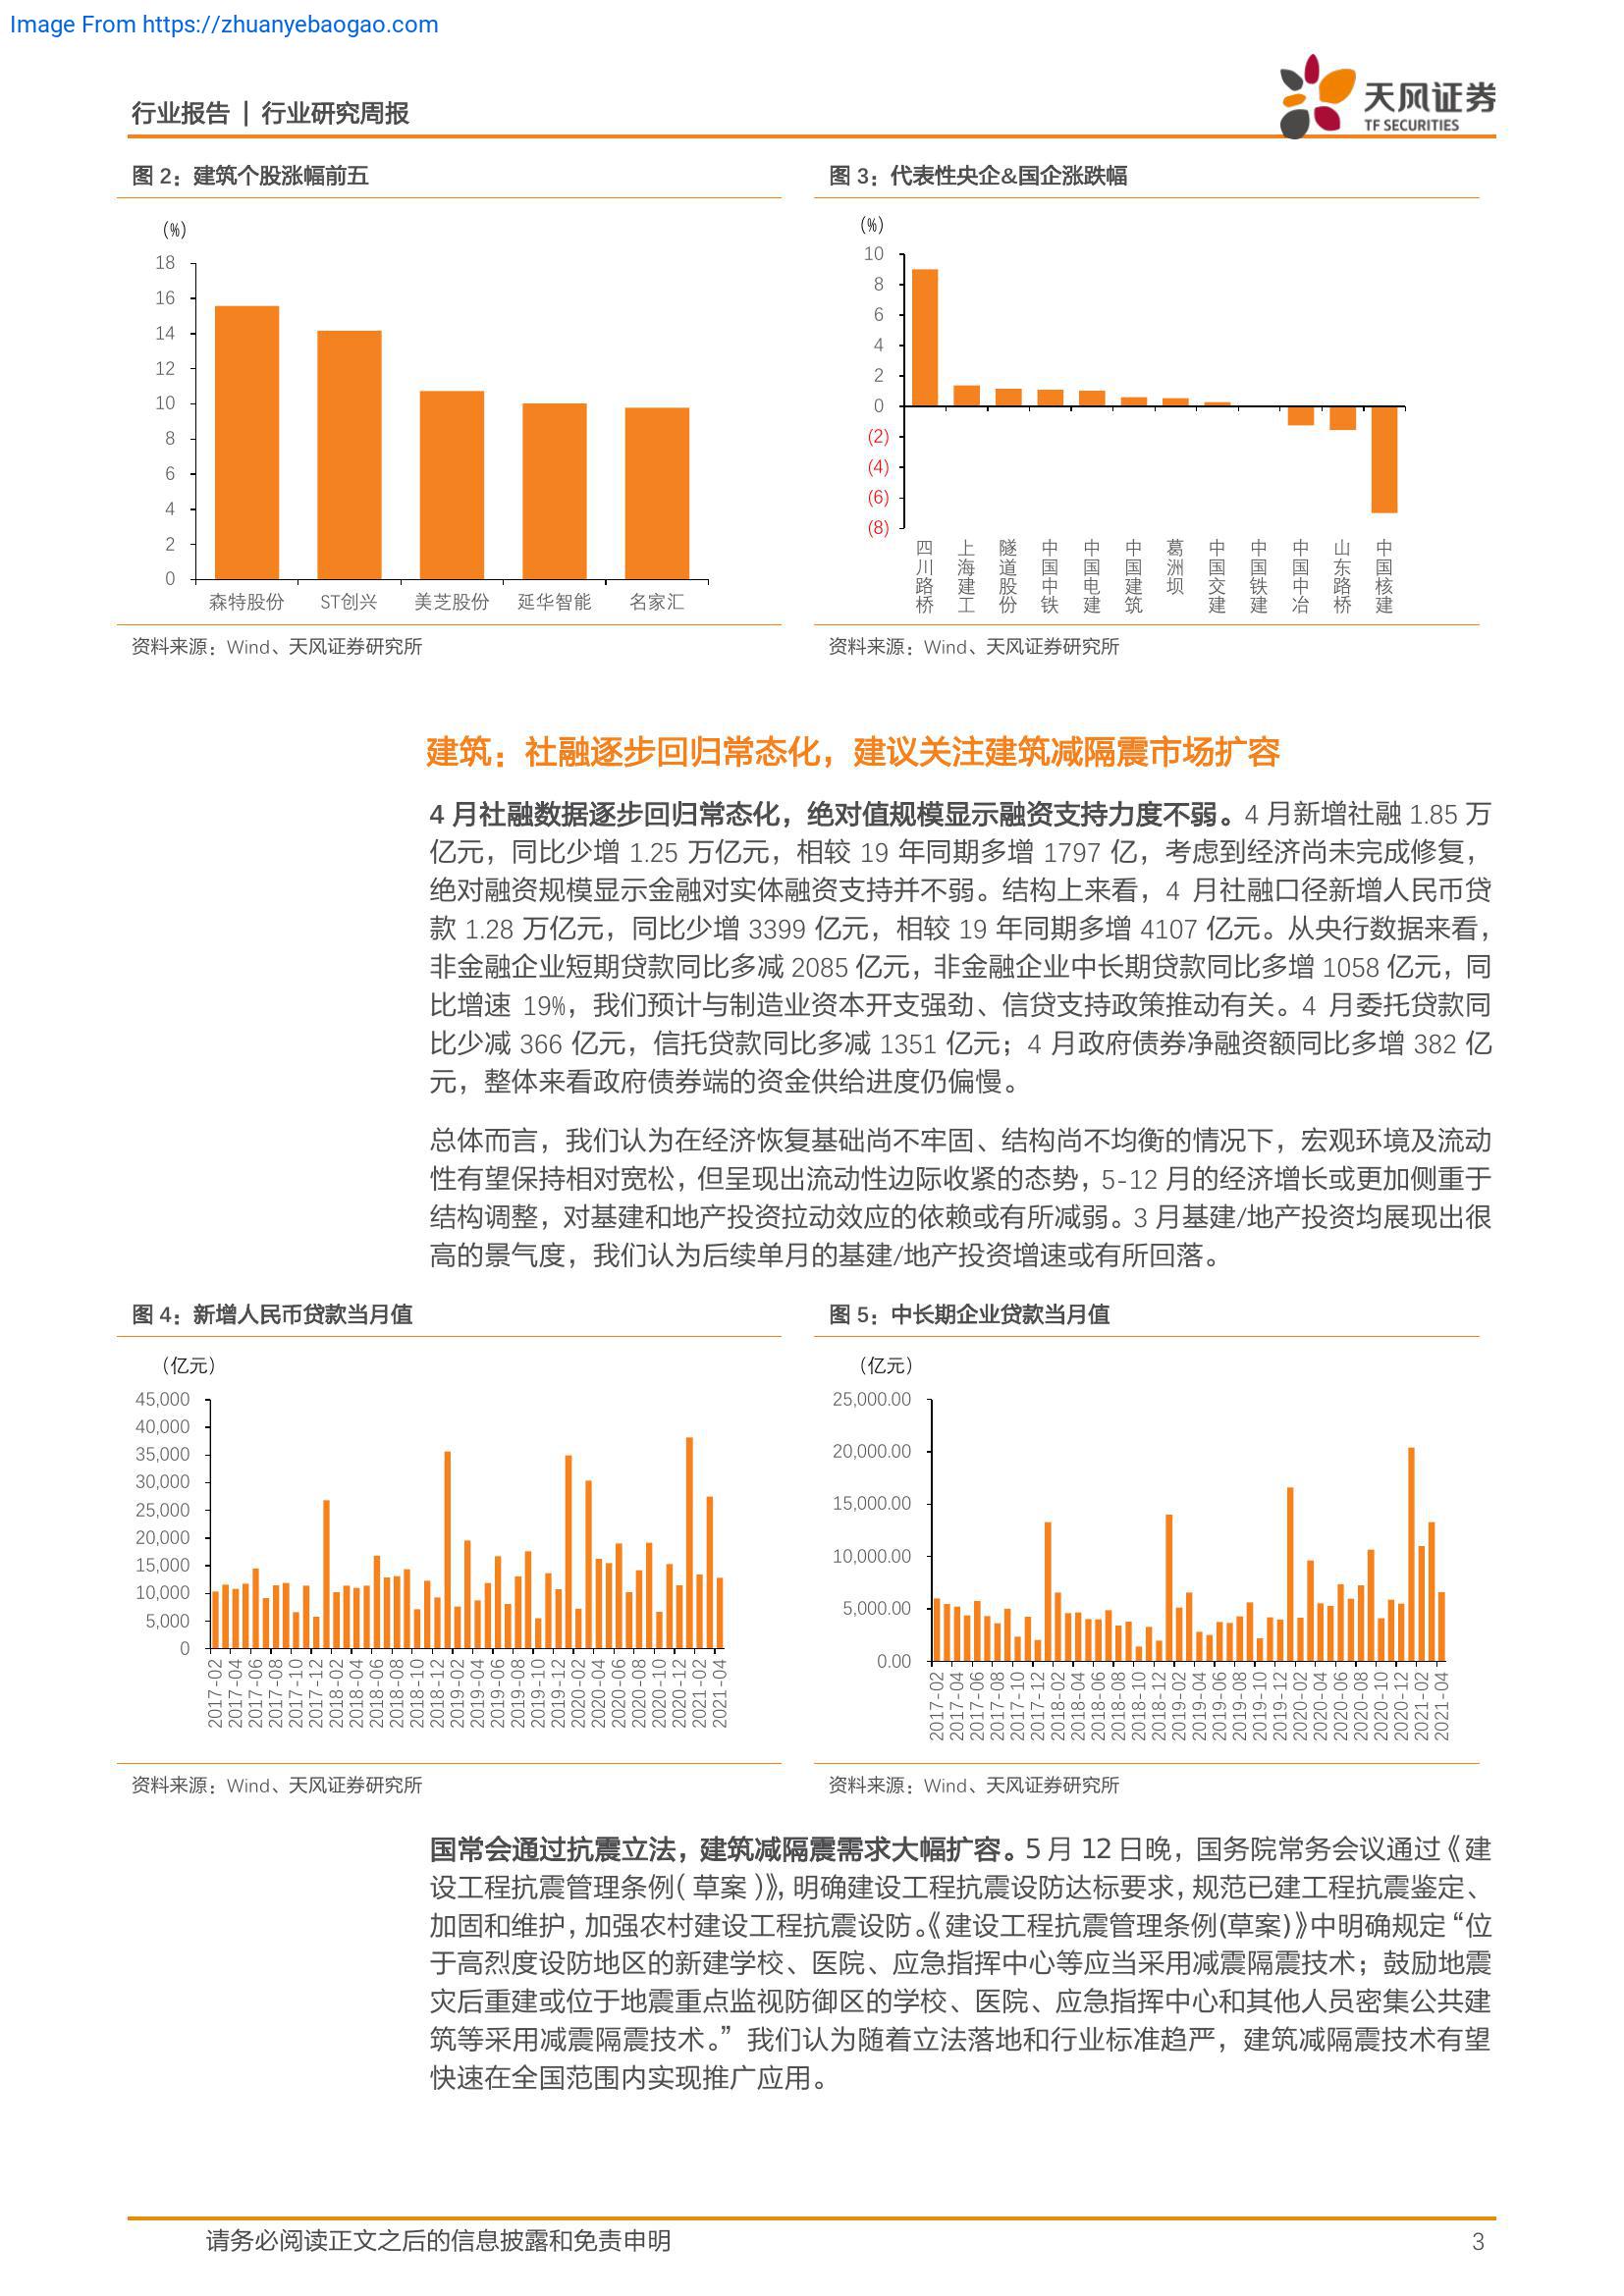 Image From https://zhuanyebaogao.com
行业报告 | 行业研究周报
天风证券
TF SECURITIES
图 2：建筑个股涨幅前五
(%)
18
16
14
12
10
8
6
4
2
0
森特股份 ST创兴 美芝股份 延华智能 名家汇
资料来源：Wind、天风证券研究所
图 3：代表性央企&国企涨跌幅
(%)
10
8
6
4
2
0
(2)
(4)
(6)
(8)
四川路桥 上海建工 隧道股份 中国中铁 中国电建 中国建筑 葛洲坝 中国交建 中国铁建 中国中冶 山东路桥 中国核建
资料来源：Wind、天风证券研究所
建筑：社融逐步回归常态化，建议关注建筑减隔震市场扩容
4 月社融数据逐步回归常态化，绝对值规模显示融资支持力度不弱。4 月新增社融 1.85 万
亿元，同比少增 1.25 万亿元，相较 19 年同期多增 1797 亿，考虑到经济尚未完成修复，
绝对融资规模显示金融对实体融资支持并不弱。结构上来看，4 月社融口径新增人民币贷
款 1.28 万亿元，同比少增 3399 亿元，相较 19 年同期多增 4107 亿元。从央行数据来看，
非金融企业短期贷款同比多减 2085 亿元，非金融企业中长期贷款同比多增 1058 亿元，同
比增速 19%，我们预计与制造业资本开支强劲、信贷支持政策推动有关。4 月委托贷款同
比少减 366 亿元，信托贷款同比多减 1351 亿元；4 月政府债券净融资额同比多增 382 亿
元，整体来看政府债券端的资金供给进度仍偏慢。
总体而言，我们认为在经济恢复基础尚不牢固、结构尚不均衡的情况下，宏观环境及流动
性有望保持相对宽松，但呈现出流动性边际收紧的态势，5-12 月的经济增长或更加侧重于
结构调整，对基建和地产投资拉动效应的依赖或有所减弱。3 月基建/地产投资均展现出很
高的景气度，我们认为后续单月的基建/地产投资增速或有所回落。
图 4：新增人民币贷款当月值
（亿元）
45,000
40,000
35,000
30,000
25,000
20,000
15,000
10,000
5,000
0
2017-02 2017-04 2017-06 2017-08 2017-10 2017-12 2018-02 2018-04 2018-06 2018-08 2018-10 2018-12 2019-02 2019-04 2019-06 2019-08 2019-10 2019-12 2020-02 2020-04 2020-06 2020-08 2020-10 2020-12 2021-02 2021-04
资料来源：Wind、天风证券研究所
图 5：中长期企业贷款当月值
（亿元）
25,000.00
20,000.00
15,000.00
10,000.00
5,000.00
0.00
2017-02 2017-04 2017-06 2017-08 2017-10 2017-12 2018-02 2018-04 2018-06 2018-08 2018-10 2018-12 2019-02 2019-04 2019-06 2019-08 2019-10 2019-12 2020-02 2020-04 2020-06 2020-08 2020-10 2020-12 2021-02 2021-04
资料来源：Wind、天风证券研究所
国常会通过抗震立法，建筑减隔震需求大幅扩容。5 月 12 日晚，国务院常务会议通过《建
设工程抗震管理条例( 草案 )》，明确建设工程抗震设防达标要求，规范已建工程抗震鉴定、
加固和维护，加强农村建设工程抗震设防。《建设工程抗震管理条例(草案)》中明确规定“位
于高烈度设防地区的新建学校、医院、应急指挥中心等应当采用减震隔震技术；鼓励地震
灾后重建或位于地震重点监视防御区的学校、医院、应急指挥中心和其他人员密集公共建
筑等采用减震隔震技术。” 我们认为随着立法落地和行业标准趋严，建筑减隔震技术有望
快速在全国范围内实现推广应用。
请务必阅读正文之后的信息披露和免责申明
3